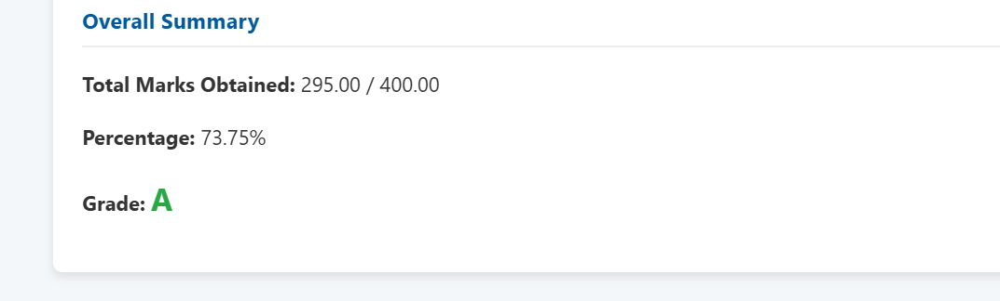 Overall Summary
Total Marks Obtained: 295.00 / 400.00
Percentage: 73.75%
Grade: A